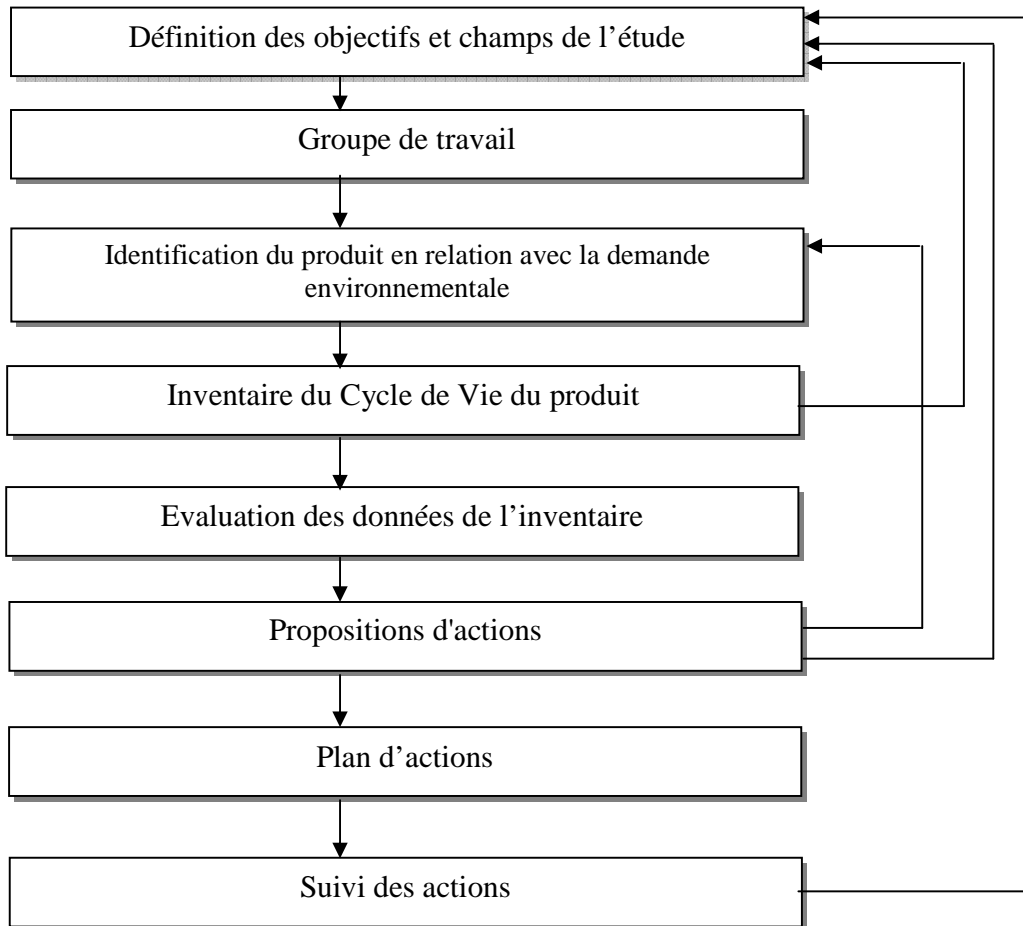 Définition des objectifs et champs de l’étude
Groupe de travail
Identification du produit en relation avec la demande
environnementale
Inventaire du Cycle de Vie du produit
Evaluation des données de l’inventaire
Propositions d'actions
Plan d’actions
Suivi des actions